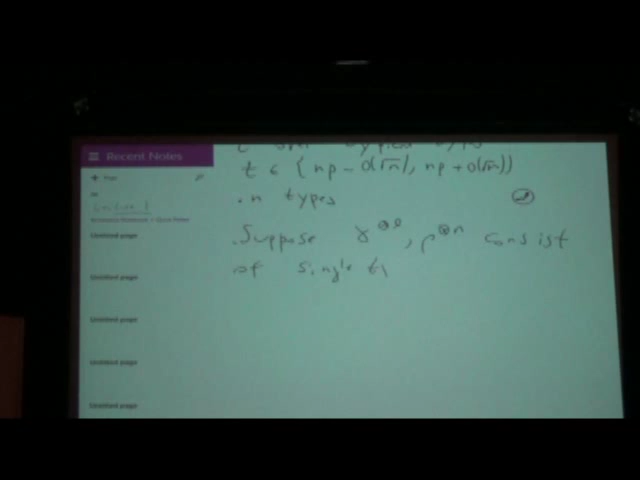 Recent Notes
+ Page
t ∈ { np - O(√n), np + O(√n) }
. n types
Untitled page
. Suppose γ^{⊗l}, ρ^{⊗n} consist
of single
Untitled page
Untitled page
Untitled page
Untitled page